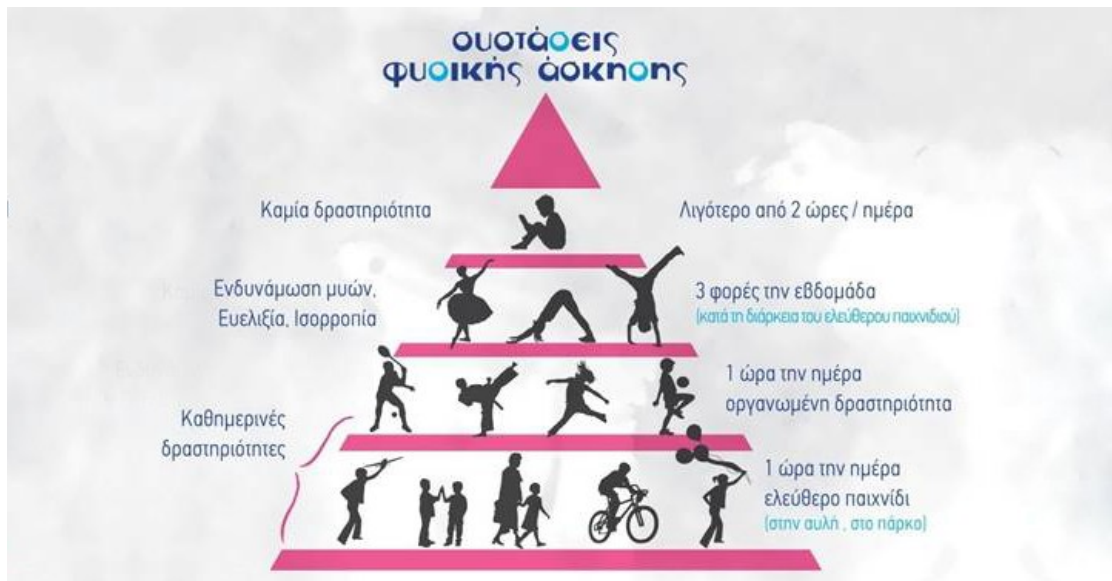 συστάσεις
φυσικής άσκησης
Καμία δραστηριότητα
Λιγότερο από 2 ώρες / ημέρα
Ενδυνάμωση μυών,
Ευελιξία, Ισορροπία
3 φορές την εβδομάδα
(κατά τη διάρκεια του ελεύθερου παιχνιδιού)
1 ώρα την ημέρα
οργανωμένη δραστηριότητα
Καθημερινές
δραστηριότητες
1 ώρα την ημέρα
ελεύθερο παιχνίδι
(στην αυλή , στο πάρκο)